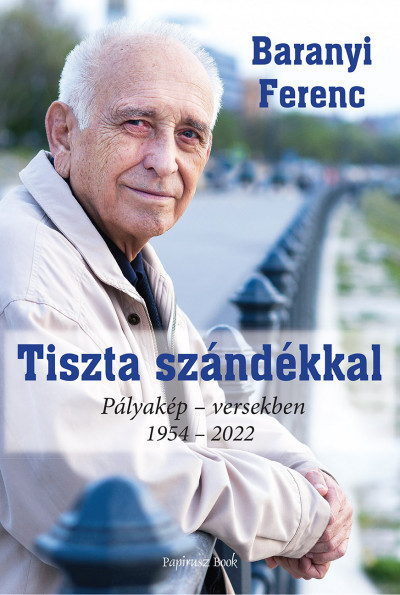 Baranyi
Ferenc
Tiszta szándékkal
Pályakép – versekben
1954 – 2022
Papirusz Book